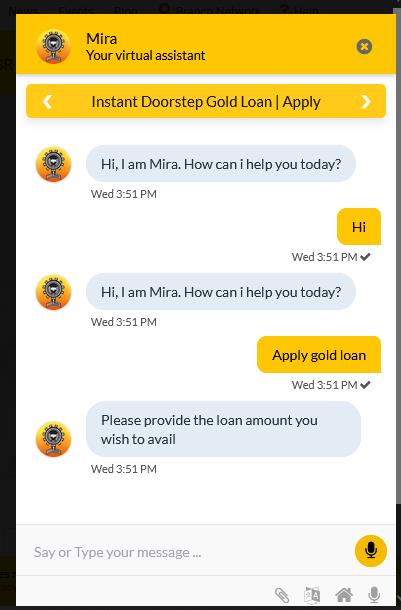 News Events Blog Branch Network Help
Mira
Your virtual assistant
Instant Doorstep Gold Loan | Apply
Hi, I am Mira. How can i help you today?
Wed 3:51 PM
Hi
Wed 3:51 PM
Hi, I am Mira. How can i help you today?
Wed 3:51 PM
Apply gold loan
Wed 3:51 PM
Please provide the loan amount you
wish to avail
Wed 3:51 PM
Say or Type your message ...